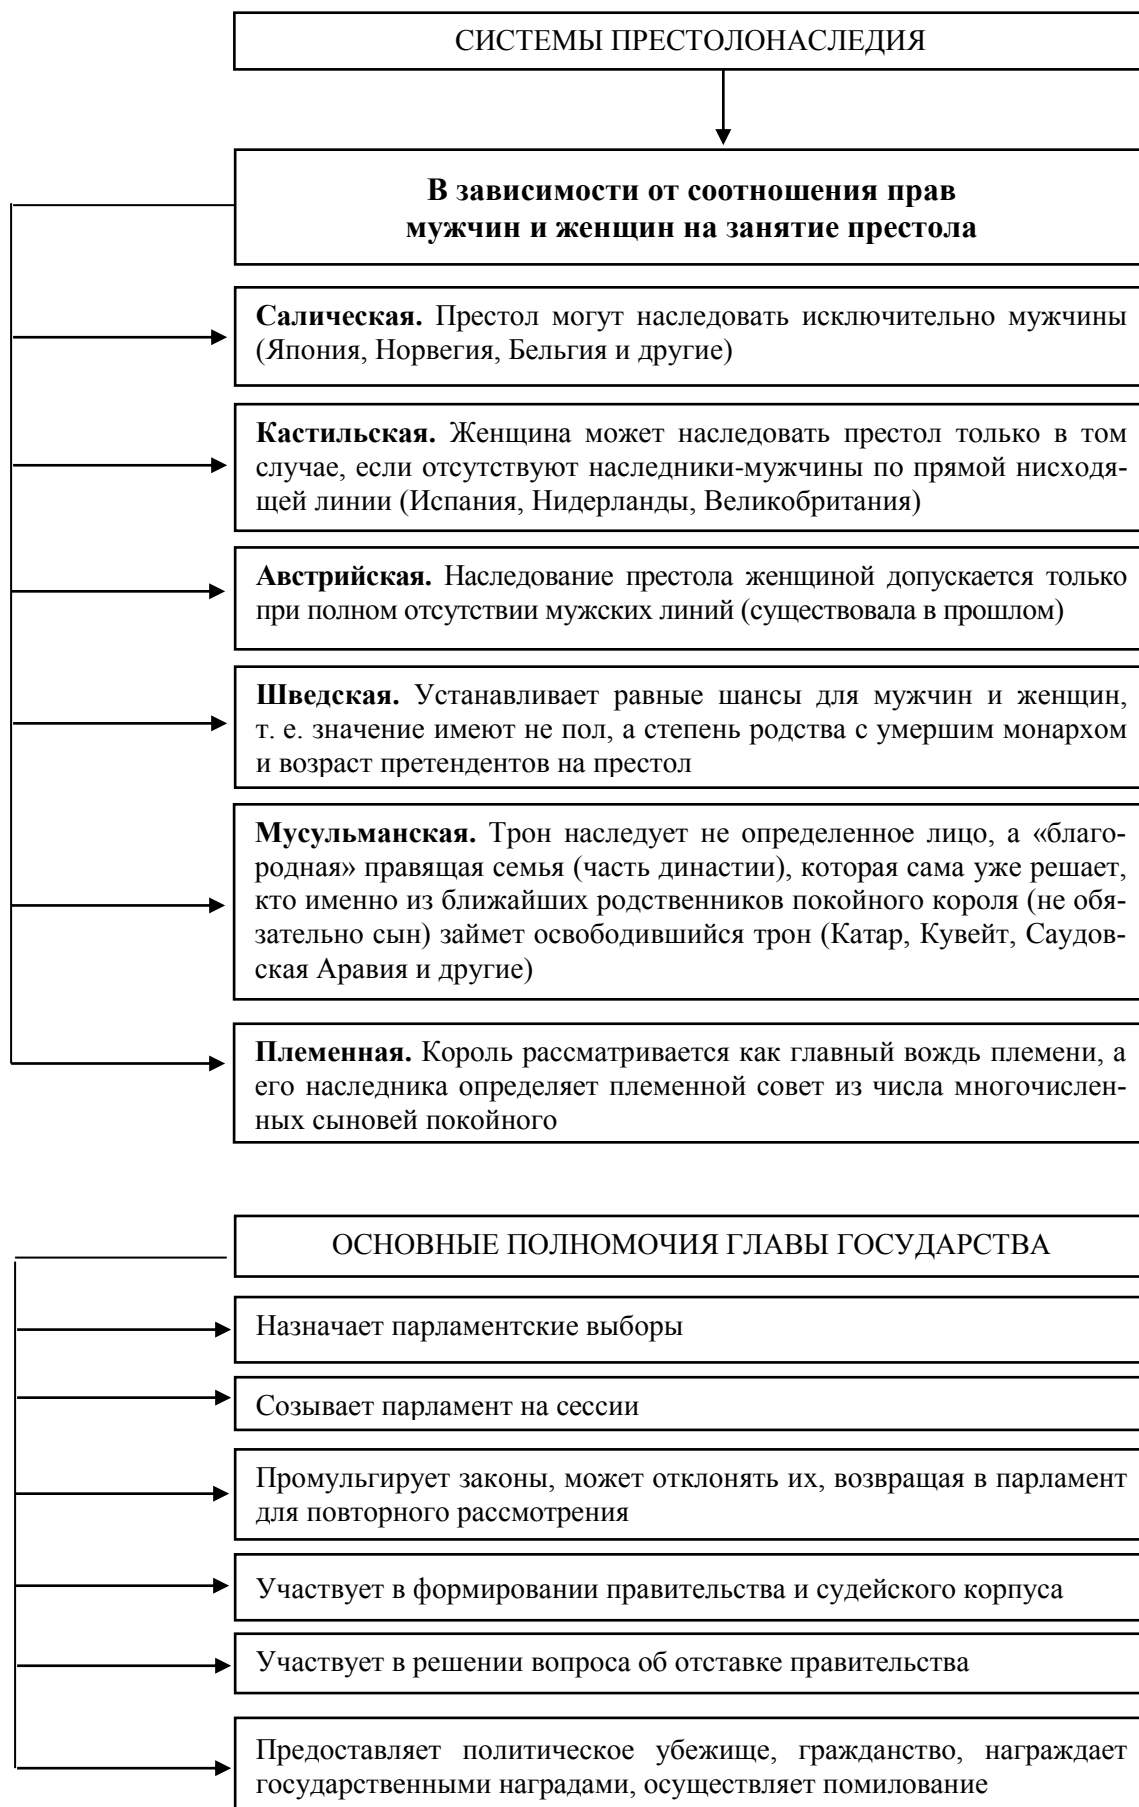 СИСТЕМЫ ПРЕСТОЛОНАСЛЕДИЯ
В зависимости от соотношения прав
мужчин и женщин на занятие престола
Салическая. Престол могут наследовать исключительно мужчины
(Япония, Норвегия, Бельгия и другие)
Кастильская. Женщина может наследовать престол только в том
случае, если отсутствуют наследники-мужчины по прямой нисходя-
щей линии (Испания, Нидерланды, Великобритания)
Австрийская. Наследование престола женщиной допускается только
при полном отсутствии мужских линий (существовала в прошлом)
Шведская. Устанавливает равные шансы для мужчин и женщин,
т. е. значение имеют не пол, а степень родства с умершим монархом
и возраст претендентов на престол
Мусульманская. Трон наследует не определенное лицо, а «благо-
родная» правящая семья (часть династии), которая сама уже решает,
кто именно из ближайших родственников покойного короля (не обя-
зательно сын) займет освободившийся трон (Катар, Кувейт, Саудов-
ская Аравия и другие)
Племенная. Король рассматривается как главный вождь племени, а
его наследника определяет племенной совет из числа многочислен-
ных сыновей покойного
ОСНОВНЫЕ ПОЛНОМОЧИЯ ГЛАВЫ ГОСУДАРСТВА
Назначает парламентские выборы
Созывает парламент на сессии
Промульгирует законы, может отклонять их, возвращая в парламент
для повторного рассмотрения
Участвует в формировании правительства и судейского корпуса
Участвует в решении вопроса об отставке правительства
Предоставляет политическое убежище, гражданство, награждает
государственными наградами, осуществляет помилование